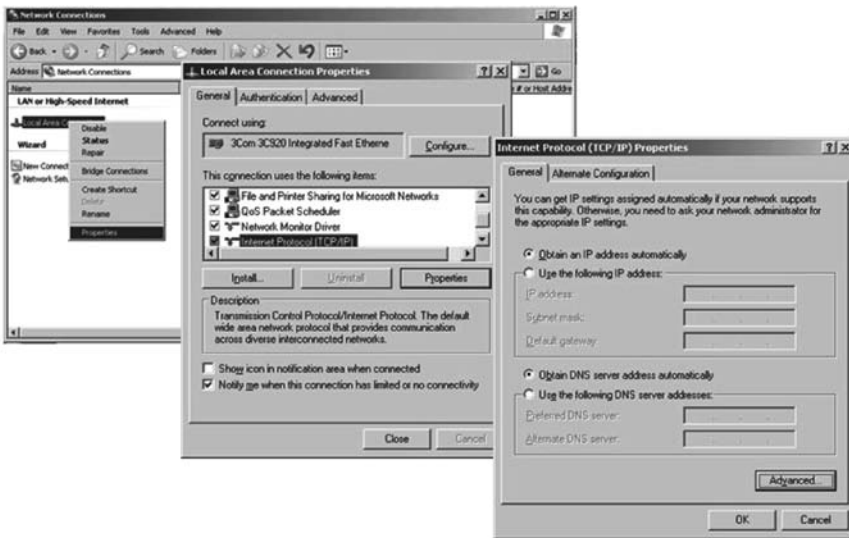 Network Connections
File Edit View Favorites Tools Advanced Help
Back Search Folders
Address Network Connections Go
Name # or Host Addre
LAN or High-Speed Internet
Local Area C
Disable
Status
Repair
Bridge Connections
Create Shortcut
Delete
Rename
Properties
Wizard
New Connect
Network Set
Local Area Connection Properties
General Authentication Advanced
Connect using:
3Com 3C920 Integrated Fast Etherne Configure...
This connection uses the following items:
File and Printer Sharing for Microsoft Networks
QoS Packet Scheduler
Network Monitor Driver
Internet Protocol (TCP/IP)
Install... Uninstall Properties
Description
Transmission Control Protocol/Internet Protocol. The default
wide area network protocol that provides communication
across diverse interconnected networks.
Show icon in notification area when connected
Notify me when this connection has limited or no connectivity
Close Cancel
Internet Protocol (TCP/IP) Properties
General Alternate Configuration
You can get IP settings assigned automatically if your network supports
this capability. Otherwise, you need to ask your network administrator for
the appropriate IP settings.
Obtain an IP address automatically
Use the following IP address:
IP address:
Subnet mask:
Default gateway:
Obtain DNS server address automatically
Use the following DNS server addresses:
Preferred DNS server:
Alternate DNS server:
Advanced...
OK Cancel